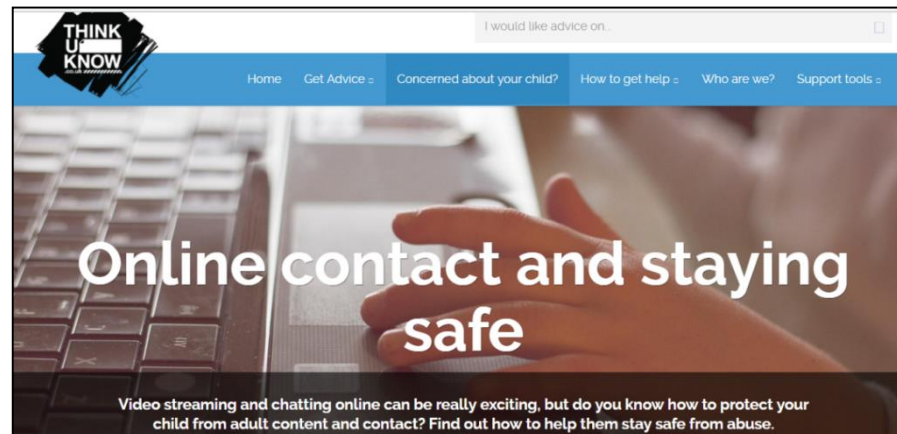 THINK
U
KNOW
.co.uk
I would like advice on...
Home Get Advice Concerned about your child? How to get help Who are we? Support tools
Online contact and staying
safe
Video streaming and chatting online can be really exciting, but do you know how to protect your
child from adult content and contact? Find out how to help them stay safe from abuse.